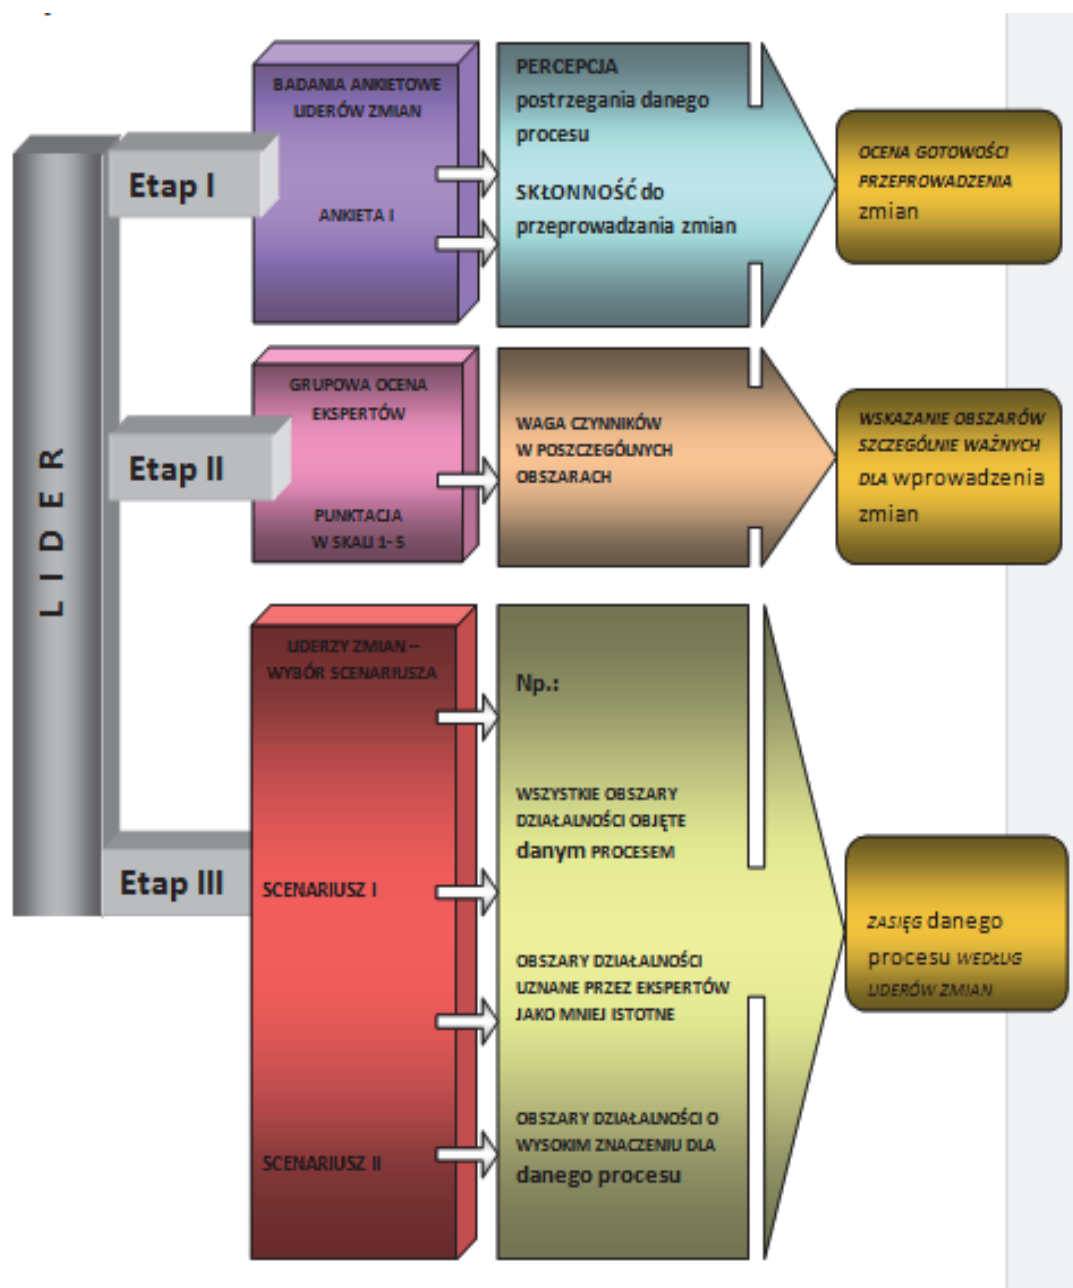 LIDER
Etap I
BADANIA ANKIETOWE
LIDERÓW ZMIAN
ANKIETA I
PERCEPCJA
postrzegania danego
procesu
SKŁONNOŚĆ do
przeprowadzania zmian
OCENA GOTOWOŚCI
PRZEPROWADZENIA
zmian
Etap II
GRUPOWA OCENA
EKSPERTÓW
PUNKTACJA
W SKALI 1- 5
WAGA CZYNNIKÓW
W POSZCZEGÓLNYCH
OBSZARACH
WSKAZANIE OBSZARÓW
SZCZEGÓLNIE WAŻNYCH
DLA wprowadzenia
zmian
Etap III
LIDERZY ZMIAN –
WYBÓR SCENARIUSZA
SCENARIUSZ I
SCENARIUSZ II
Np.:
WSZYSTKIE OBSZARY
DZIAŁALNOŚCI OBJĘTE
danym PROCESEM
OBSZARY DZIAŁALNOŚCI
UZNANE PRZEZ EKSPERTÓW
JAKO MNIEJ ISTOTNE
OBSZARY DZIAŁALNOŚCI O
WYSOKIM ZNACZENIU DLA
danego procesu
ZASIĘG danego
procesu WEDŁUG
LIDERÓW ZMIAN